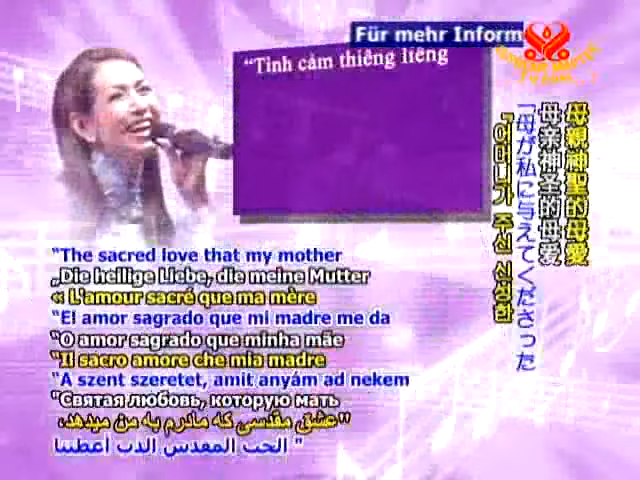 Für mehr Inform
SUPREME MASTER
"Tình cảm thiêng liêng
母親神聖的母愛
母亲神圣的母爱
「母が私に与えてくださった
『어머니가 주신 신성한
"The sacred love that my mother
„Die heilige Liebe, die meine Mutter
« L'amour sacré que ma mère
"El amor sagrado que mi madre me da
"O amor sagrado que minha mãe
"Il sacro amore che mia madre
"A szent szeretet, amit anyám ad nekem
"Святая любовь, которую мать
"عشق مقدسی که مادرم به من میدهد،
الحب المقدس الذي أعطتنا "